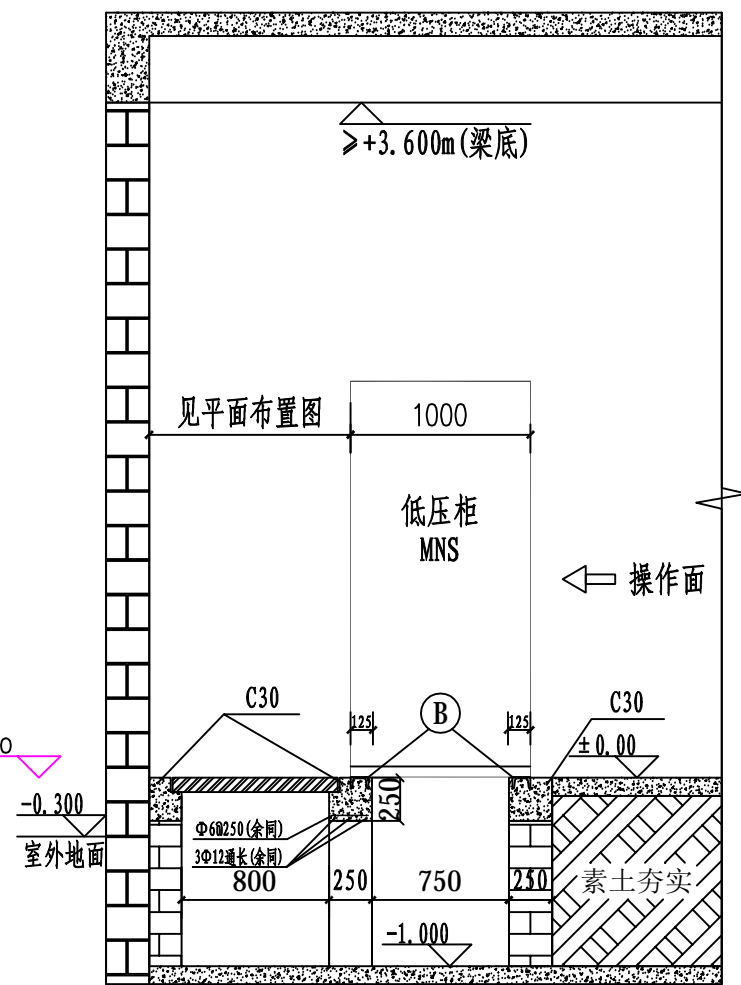 ≥+3.600m(梁底)
见平面布置图
1000
低压柜
MNS
操作面
C30
125
B
125
C30
±0.00
-0.300
室外地面
250
Φ6@250(余同)
3Φ12通长(余同)
800
250
750
250
素土夯实
-1.000